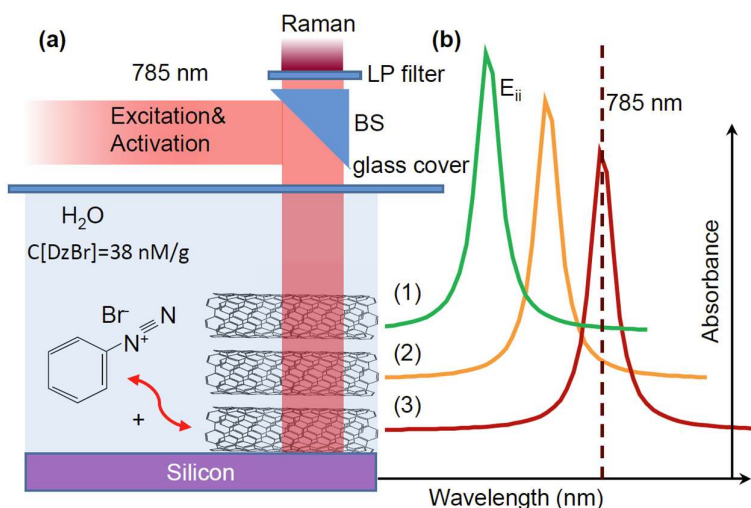 (a)
Raman
785 nm
LP filter
Excitation&
Activation
BS
glass cover
H₂O
C[DzBr]=38 nM/g
Br⁻
N
N⁺
+
Silicon
(b)
Eᵢᵢ
785 nm
(1)
(2)
(3)
Absorbance
Wavelength (nm)